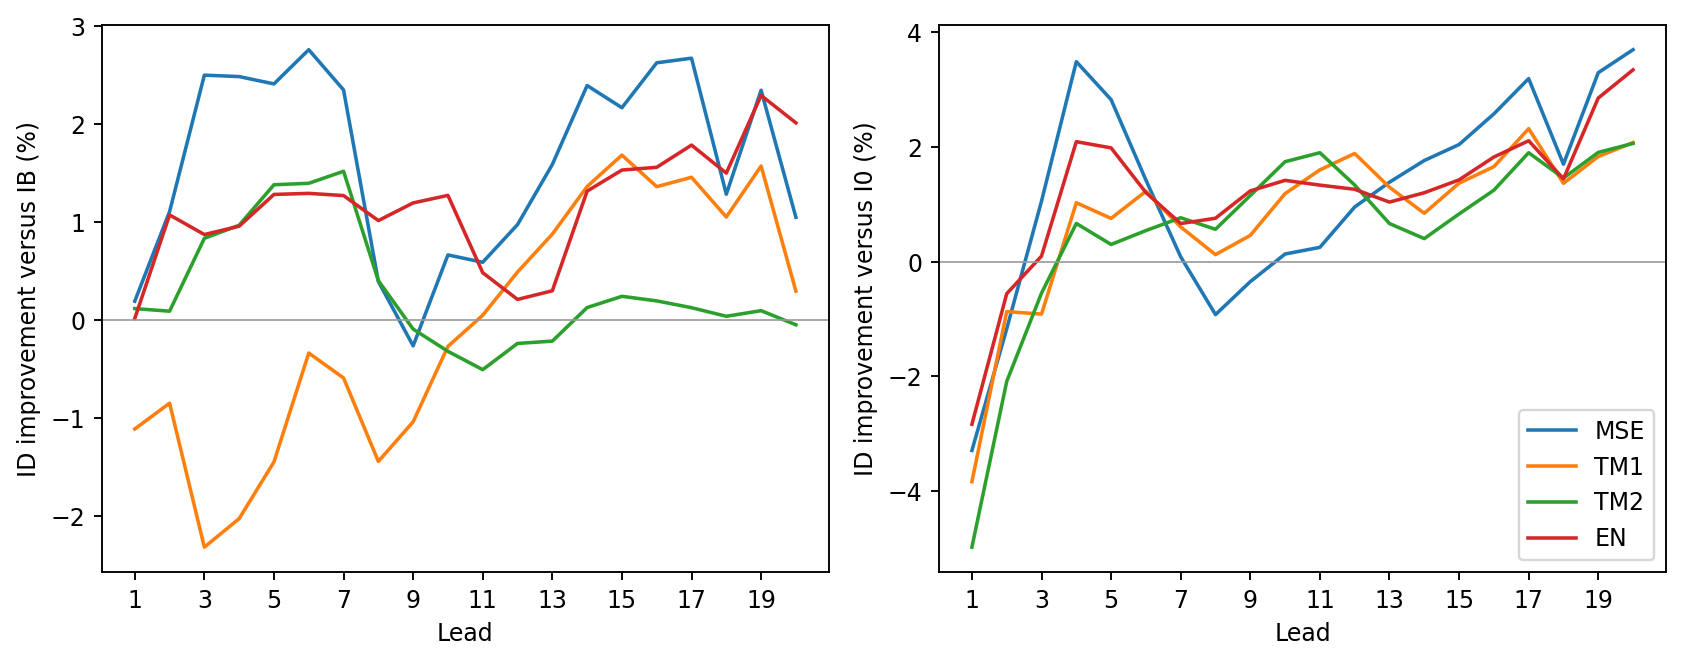 ID improvement versus IB (%)
3
2
1
0
−1
−2
1 3 5 7 9 11 13 15 17 19
Lead
ID improvement versus I0 (%)
4
2
0
−2
−4
1 3 5 7 9 11 13 15 17 19
Lead
MSE
TM1
TM2
EN